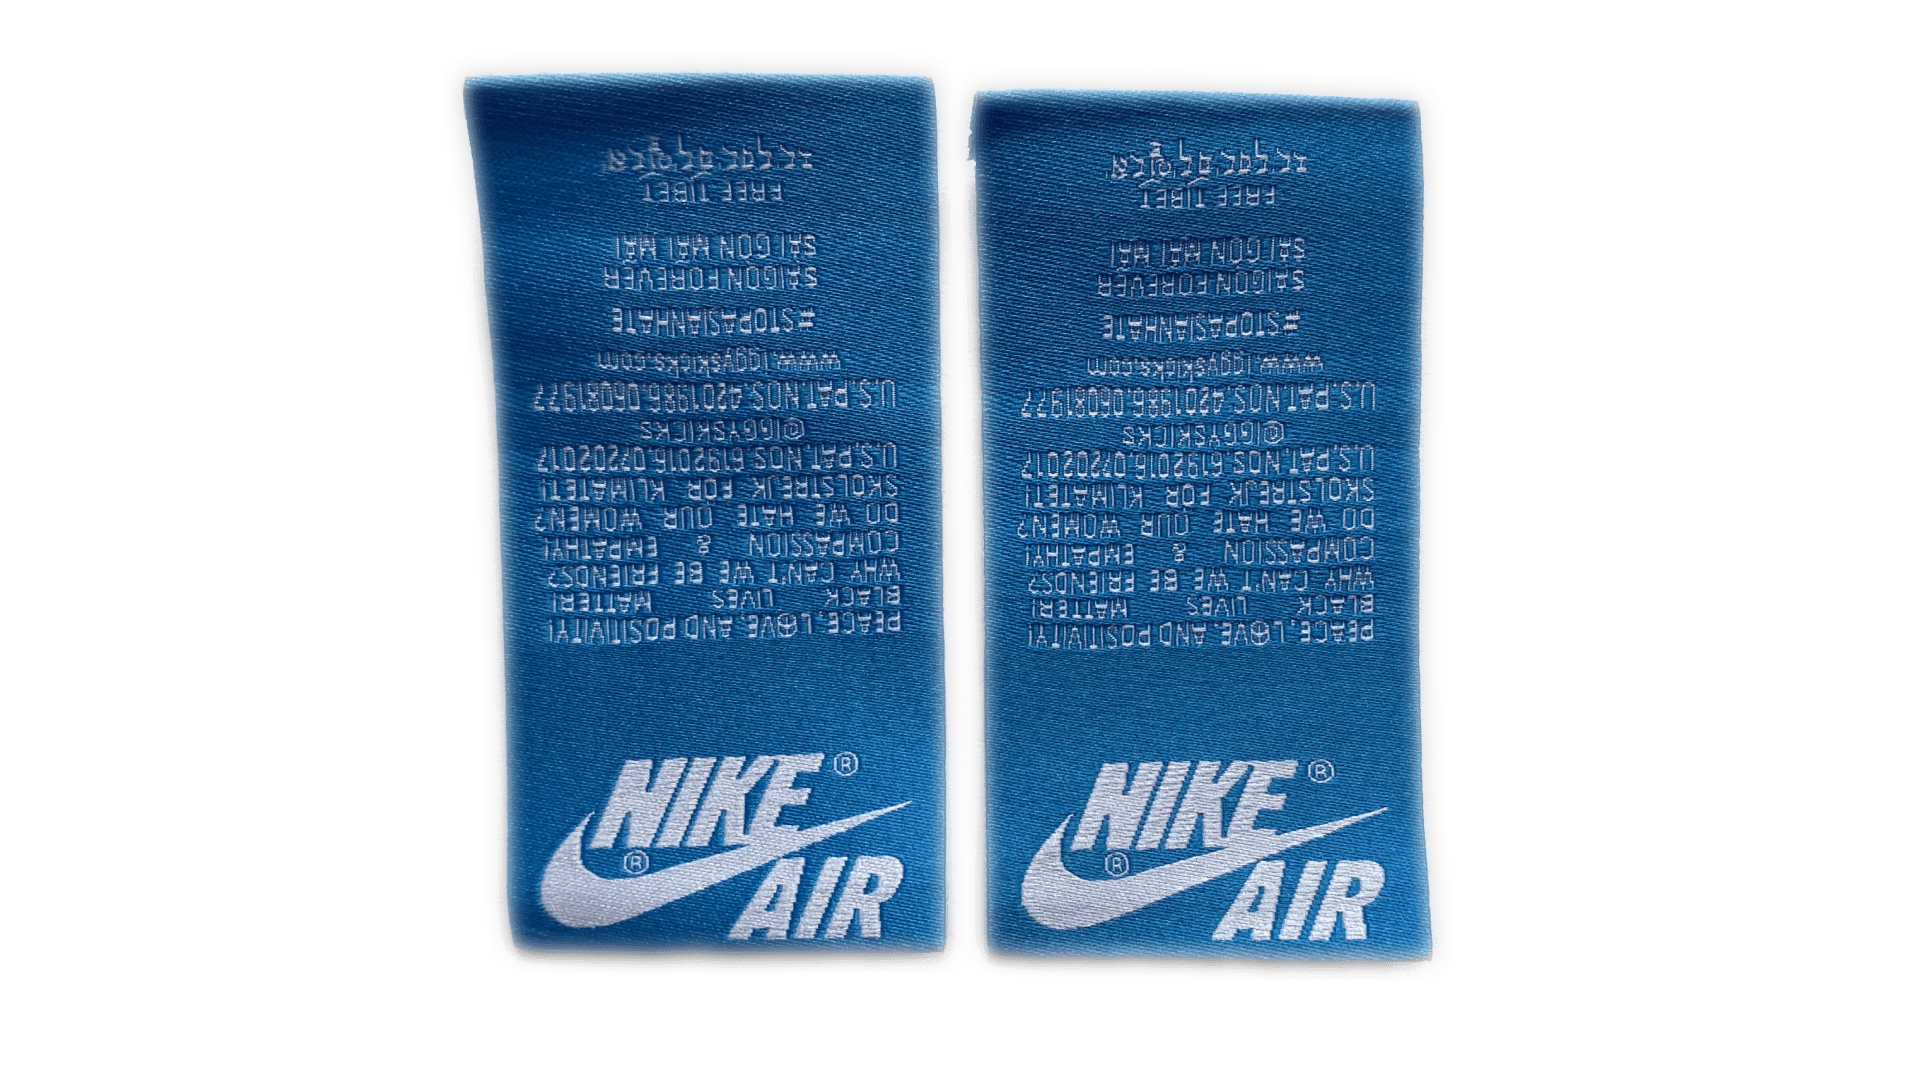 NIKE®
®
AIR
PEACE, L☮VE, AND POSITIVITY!
BLACK LIVES MATTER!
WHY CAN'T WE BE FRIENDS?
COMPASSION & EMPATHY!
DO WE HATE OUR WOMEN?
SKOLSTREJK FÖR KLIMATET!
U.S.PAT.NOS.6192016.07202017
@IGGYSKICKS
U.S.PAT.NOS.4201986.06081977
www.iggyskicks.com
#STOPASIANHATE
SAIGON FOREVER
SÀI GÒN MÃI MÃI
FREE TIBET
NIKE®
®
AIR
PEACE, L☮VE, AND POSITIVITY!
BLACK LIVES MATTER!
WHY CAN'T WE BE FRIENDS?
COMPASSION & EMPATHY!
DO WE HATE OUR WOMEN?
SKOLSTREJK FÖR KLIMATET!
U.S.PAT.NOS.6192016.07202017
@IGGYSKICKS
U.S.PAT.NOS.4201986.06081977
www.iggyskicks.com
#STOPASIANHATE
SAIGON FOREVER
SÀI GÒN MÃI MÃI
FREE TIBET